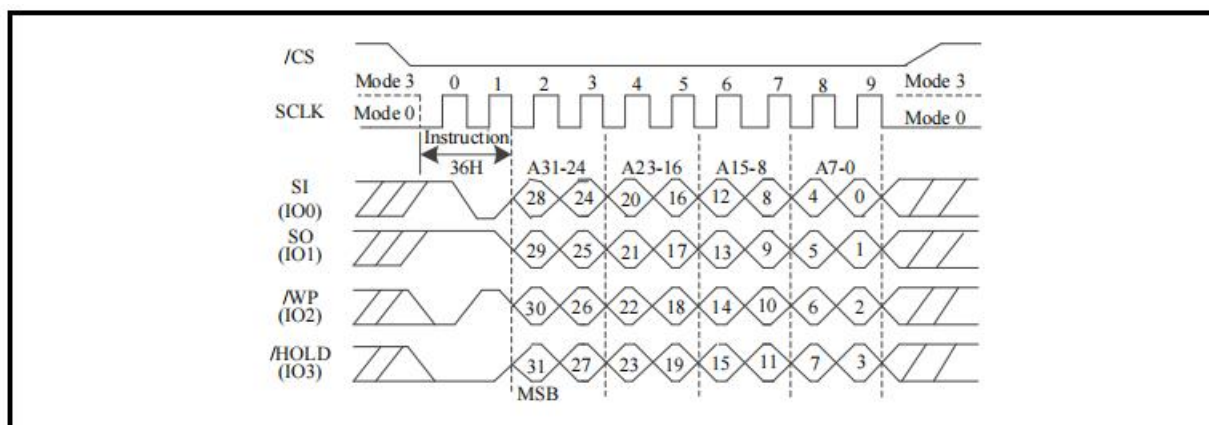 /CS
Mode 3 0 1 2 3 4 5 6 7 8 9 Mode 3
SCLK
Mode 0 Mode 0
Instruction
36H A31-24 A23-16 A15-8 A7-0
SI
(IO0)
28 24 20 16 12 8 4 0
SO
(IO1)
29 25 21 17 13 9 5 1
/WP
(IO2)
30 26 22 18 14 10 6 2
/HOLD
(IO3)
31 27 23 19 15 11 7 3
MSB